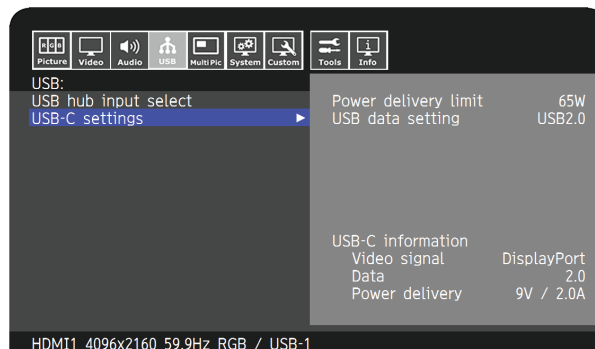 R G B
Picture Video Audio USB Multi Pic System Custom Tools Info
USB:
USB hub input select
USB-C settings
Power delivery limit 65W
USB data setting USB2.0
USB-C information
Video signal DisplayPort
Data 2.0
Power delivery 9V / 2.0A
HDMI1 4096x2160 59.9Hz RGB / USB-1